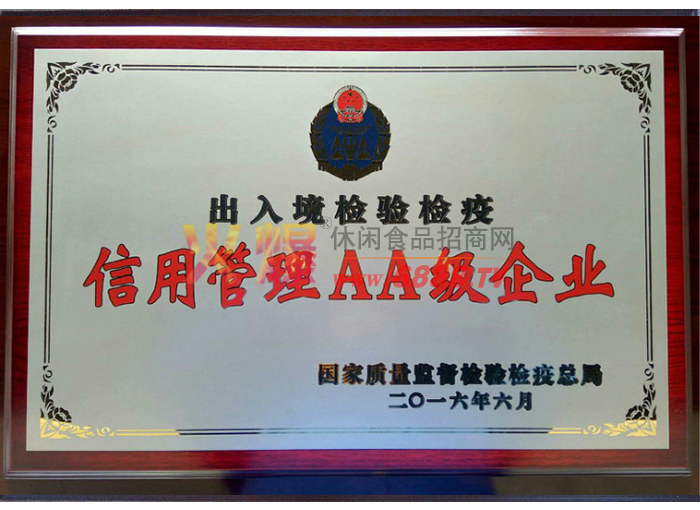 出入境检验检疫
火爆®
休闲食品招商网
信用管理AA级企业
国家质量监督检验检疫总局
二〇一六年六月